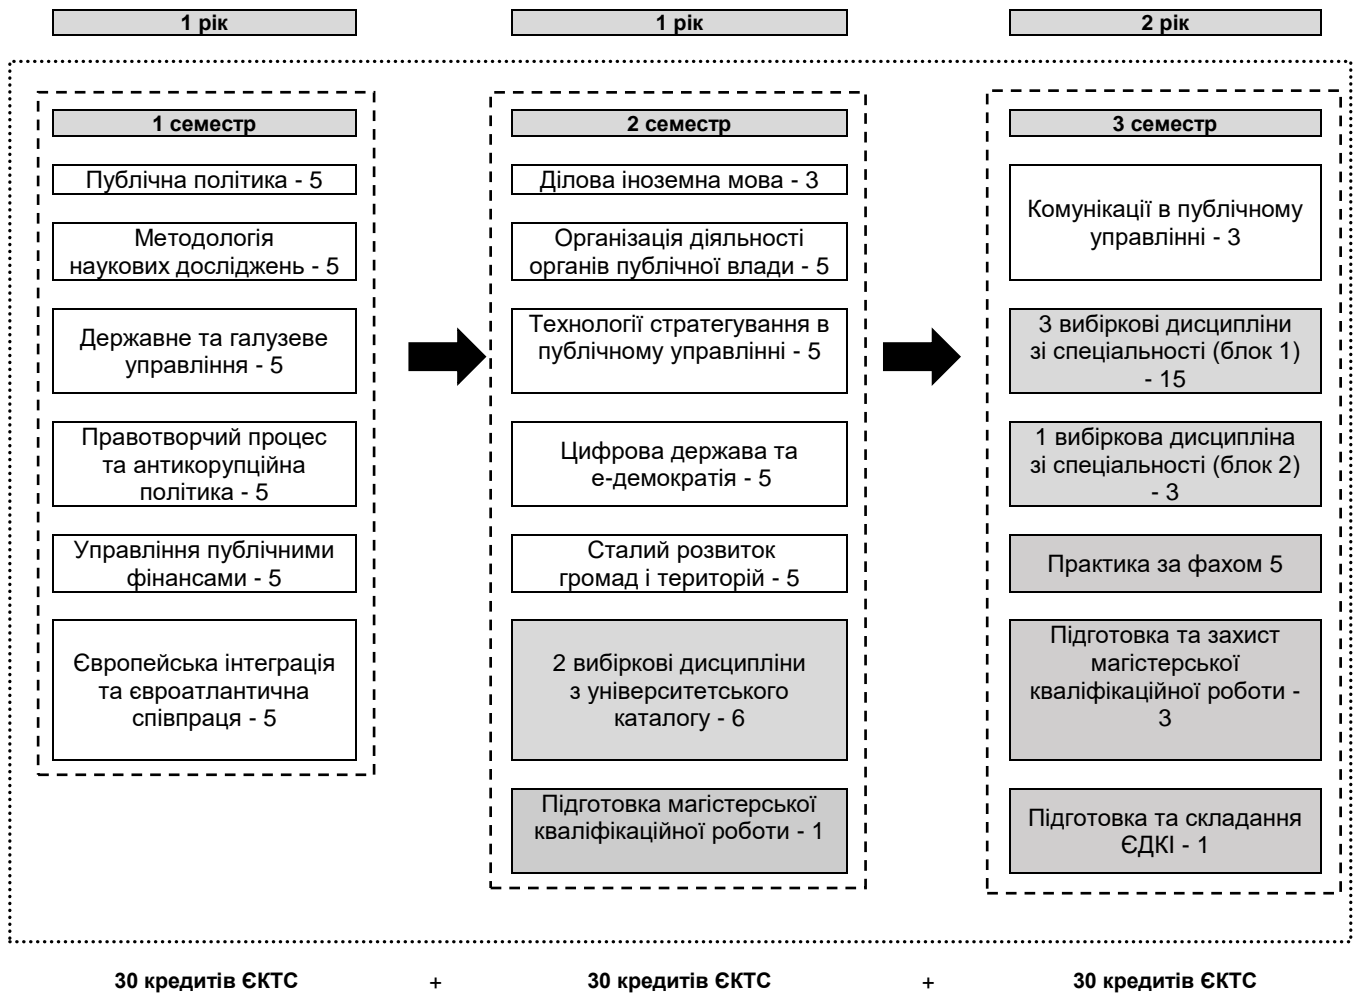 1 рік
1 рік
2 рік
1 семестр
Публічна політика - 5
Методологія
наукових досліджень - 5
Державне та галузеве
управління - 5
Правотворчий процес
та антикорупційна
політика - 5
Управління публічними
фінансами - 5
Європейська інтеграція
та євроатлантична
співпраця - 5
2 семестр
Ділова іноземна мова - 3
Організація діяльності
органів публічної влади - 5
Технології стратегування в
публічному управлінні - 5
Цифрова держава та
е-демократія - 5
Сталий розвиток
громад і територій - 5
2 вибіркові дисципліни
з університетського
каталогу - 6
Підготовка магістерської
кваліфікаційної роботи - 1
3 семестр
Комунікації в публічному
управлінні - 3
3 вибіркові дисципліни
зі спеціальності (блок 1)
- 15
1 вибіркова дисципліна
зі спеціальності (блок 2)
- 3
Практика за фахом 5
Підготовка та захист
магістерської
кваліфікаційної роботи -
3
Підготовка та складання
ЄДКІ - 1
30 кредитів ЄКТС + 30 кредитів ЄКТС + 30 кредитів ЄКТС